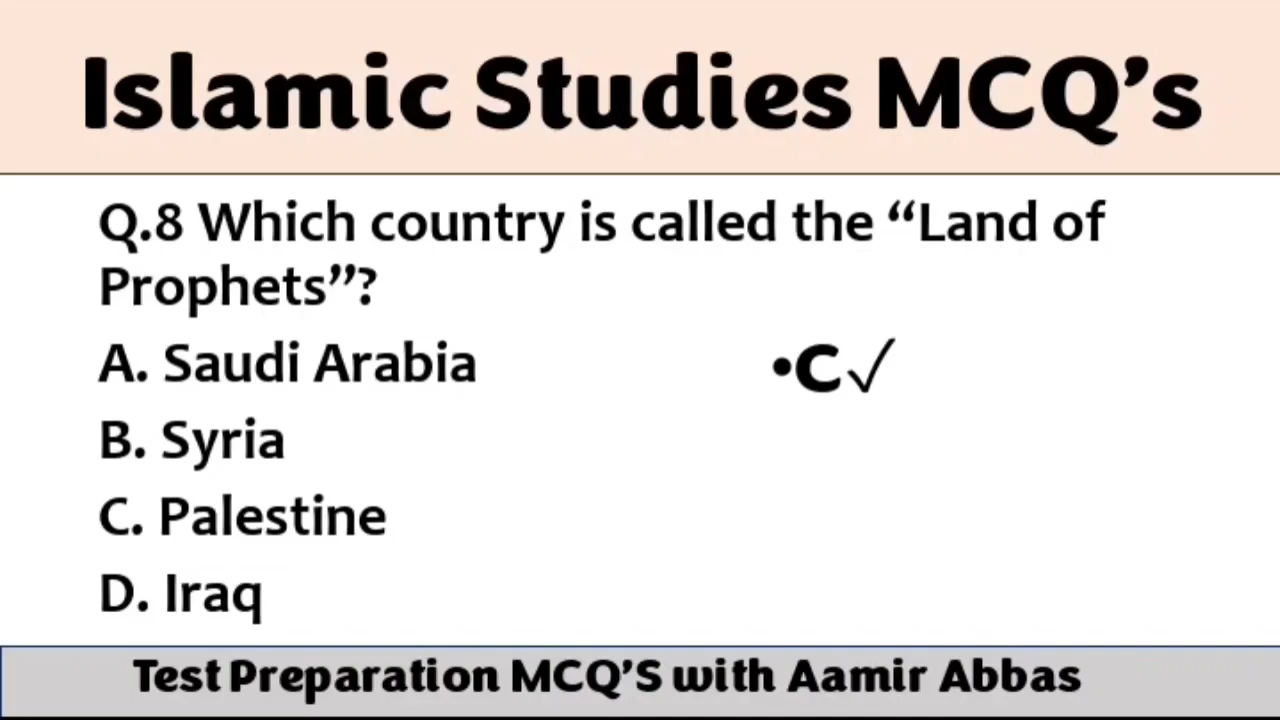 Islamic Studies MCQ’s
Q.8 Which country is called the “Land of
Prophets”?
A. Saudi Arabia
•C✓
B. Syria
C. Palestine
D. Iraq
Test Preparation MCQ’S with Aamir Abbas